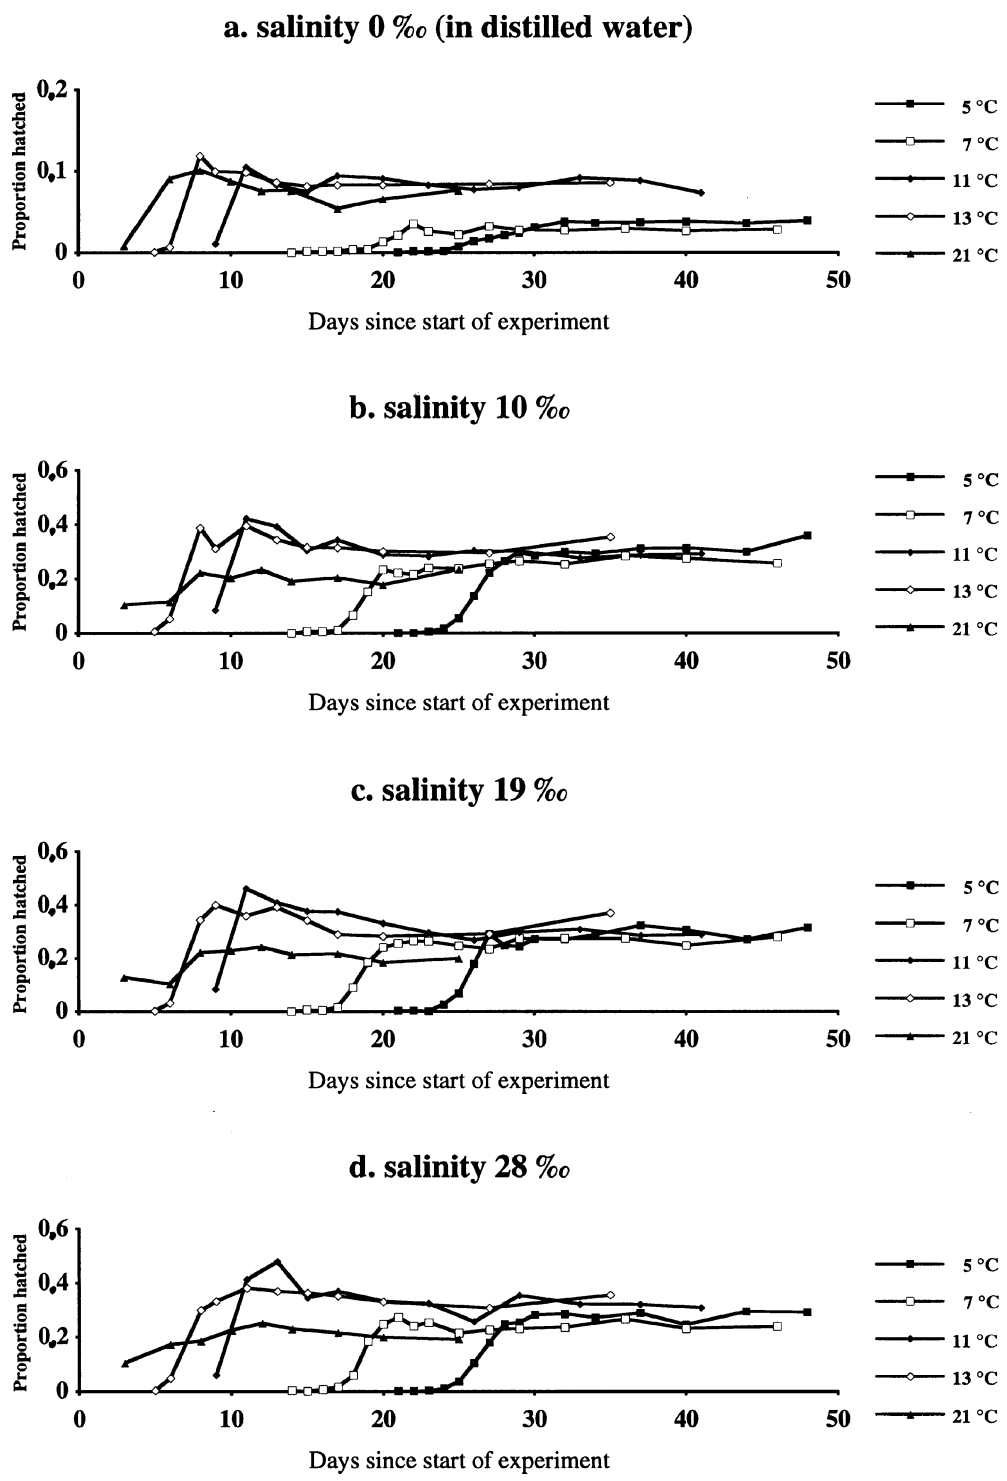 a. salinity 0 ‰ (in distilled water)
Proportion hatched
0,2
0,1
0
0 10 20 30 40 50
Days since start of experiment
5 °C
7 °C
11 °C
13 °C
21 °C
b. salinity 10 ‰
Proportion hatched
0,6
0,4
0,2
0
0 10 20 30 40 50
Days since start of experiment
5 °C
7 °C
11 °C
13 °C
21 °C
c. salinity 19 ‰
Proportion hatched
0,6
0,4
0,2
0
0 10 20 30 40 50
Days since start of experiment
5 °C
7 °C
11 °C
13 °C
21 °C
d. salinity 28 ‰
Proportion hatched
0,6
0,4
0,2
0
0 10 20 30 40 50
Days since start of experiment
5 °C
7 °C
11 °C
13 °C
21 °C